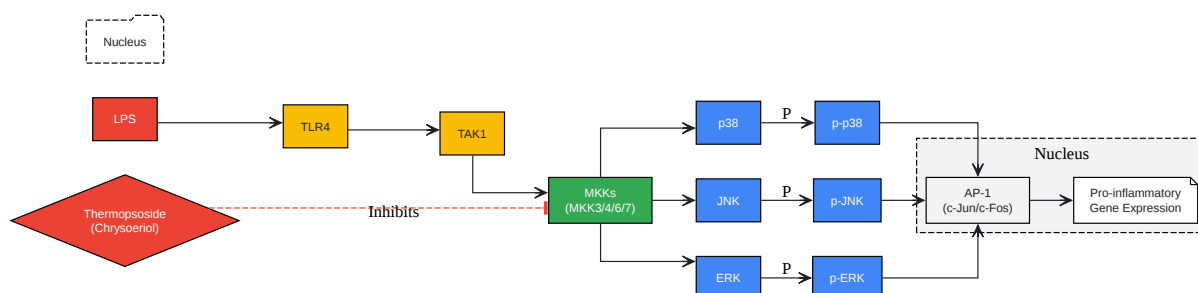 Nucleus
LPS
TLR4
TAK1
Thermopsoside
(Chrysoeriol)
Inhibits
MKKs
(MKK3/4/6/7)
p38
P
p-p38
JNK
P
p-JNK
ERK
P
p-ERK
Nucleus
AP-1
(c-Jun/c-Fos)
Pro-inflammatory
Gene Expression